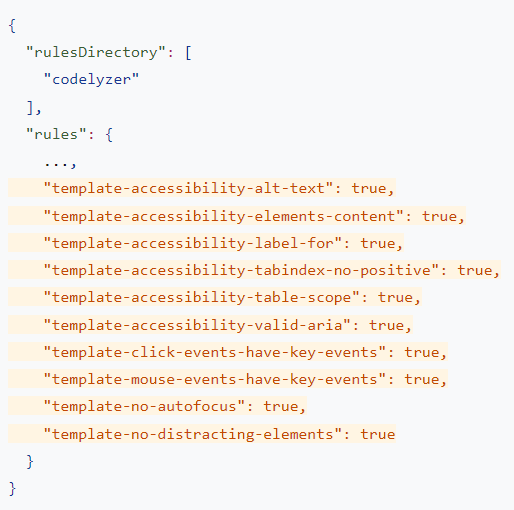 {
  "rulesDirectory": [
    "codelyzer"
  ],
  "rules": {
    ...,
    "template-accessibility-alt-text": true,
    "template-accessibility-elements-content": true,
    "template-accessibility-label-for": true,
    "template-accessibility-tabindex-no-positive": true,
    "template-accessibility-table-scope": true,
    "template-accessibility-valid-aria": true,
    "template-click-events-have-key-events": true,
    "template-mouse-events-have-key-events": true,
    "template-no-autofocus": true,
    "template-no-distracting-elements": true
  }
}